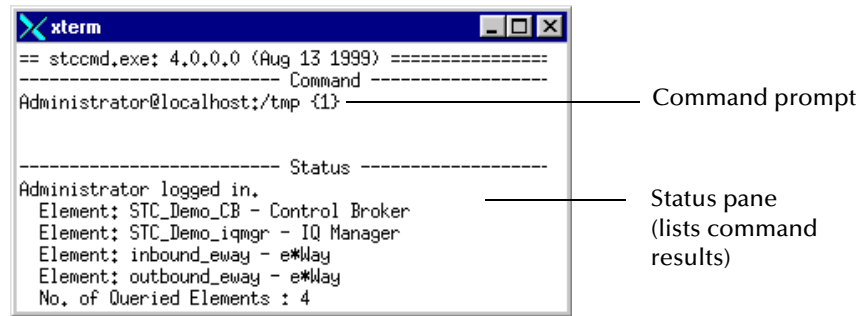 xterm
== stccmd.exe: 4.0.0.0 (Aug 13 1999) =================
--------------------------- Command -------------------
Administrator@localhost:/tmp {1}
Command prompt
--------------------------- Status -------------------
Administrator logged in.
Element: STC_Demo_CB - Control Broker
Element: STC_Demo_iqmgr - IQ Manager
Element: inbound_eway - e*Way
Element: outbound_eway - e*Way
No. of Queried Elements : 4
Status pane
(lists command
results)